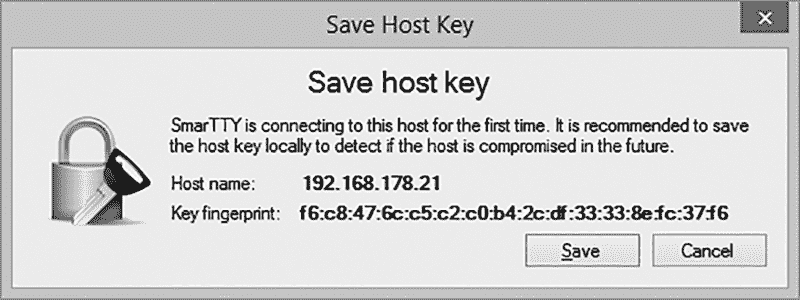 Save Host Key
Save host key
SmarTTY is connecting to this host for the first time. It is recommended to save
the host key locally to detect if the host is compromised in the future.
Host name: 192.168.178.21
Key fingerprint: f6:c8:47:6c:c5:c2:c0:b4:2c:df:33:33:8e:fc:37:f6
Save Cancel